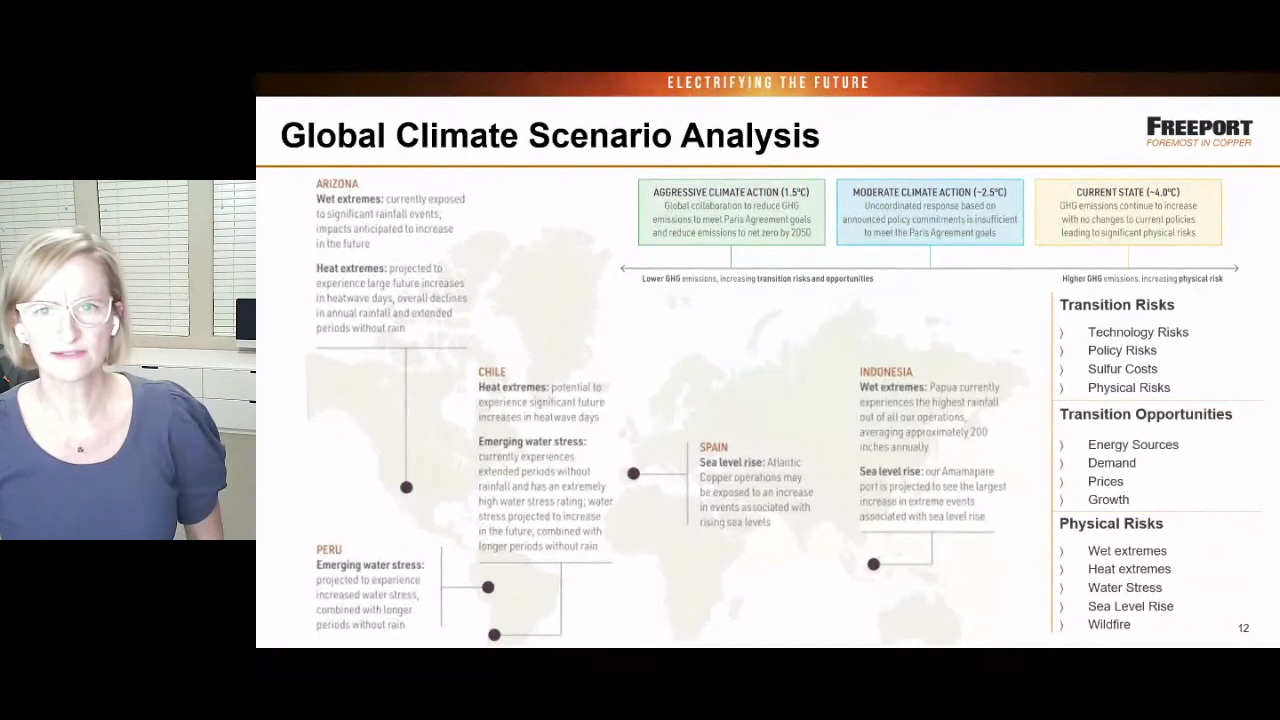 ELECTRIFYING THE FUTURE
Global Climate Scenario Analysis
FREEPORT
FOREMOST IN COPPER
ARIZONA
Wet extremes: currently exposed
to significant rainfall events,
impacts anticipated to increase
in the future
Heat extremes: projected to
experience large future increases
in heatwave days, overall declines
in annual rainfall and extended
periods without rain
AGGRESSIVE CLIMATE ACTION (1.5°C)
Global collaboration to reduce GHG
emissions to meet Paris Agreement goals
and reduce emissions to net zero by 2050
MODERATE CLIMATE ACTION (~2.5°C)
Uncoordinated response based on
announced policy commitments is insufficient
to meet the Paris Agreement goals
CURRENT STATE (~4.0°C)
GHG emissions continue to increase
with no changes to current policies
leading to significant physical risks
Lower GHG emissions, increasing transition risks and opportunities
Higher GHG emissions, increasing physical risk
CHILE
Heat extremes: potential to
experience significant future
increases in heatwave days
Emerging water stress:
currently experiences
extended periods without
rainfall and has an extremely
high water stress rating; water
stress projected to increase
in the future, combined with
longer periods without rain
PERU
Emerging water stress:
projected to experience
increased water stress,
combined with longer
periods without rain
SPAIN
Sea level rise: Atlantic
Copper operations may
be exposed to an increase
in events associated with
rising sea levels
INDONESIA
Wet extremes: Papua currently
experiences the highest rainfall
out of all our operations,
averaging approximately 200
inches annually
Sea level rise: our Amamapare
port is projected to see the largest
increase in extreme events
associated with sea level rise
Transition Risks
Technology Risks
Policy Risks
Sulfur Costs
Physical Risks
Transition Opportunities
Energy Sources
Demand
Prices
Growth
Physical Risks
Wet extremes
Heat extremes
Water Stress
Sea Level Rise
Wildfire
12